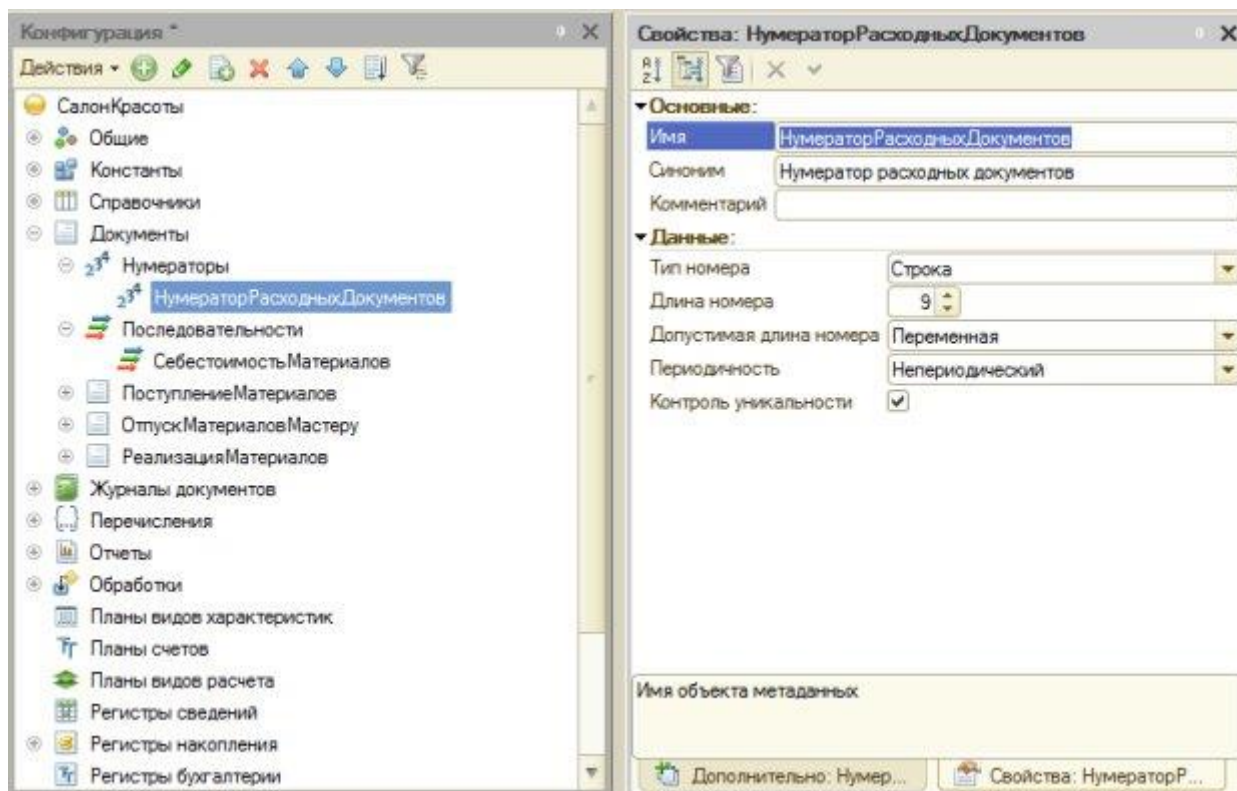 Конфигурация *
Действия
СалонКрасоты
Общие
Константы
Справочники
Документы
Нумераторы
НумераторРасходныхДокументов
Последовательности
СебестоимостьМатериалов
ПоступлениеМатериалов
ОтпускМатериаловМастеру
РеализацияМатериалов
Журналы документов
Перечисления
Отчеты
Обработки
Планы видов характеристик
Планы счетов
Планы видов расчета
Регистры сведений
Регистры накопления
Регистры бухгалтерии
Свойства: НумераторРасходныхДокументов
Основные:
Имя НумераторРасходныхДокументов
Синоним Нумератор расходных документов
Комментарий
Данные:
Тип номера Строка
Длина номера 9
Допустимая длина номера Переменная
Периодичность Непериодический
Контроль уникальности
Имя объекта метаданных
Дополнительно: Нумер... Свойства: НумераторР...